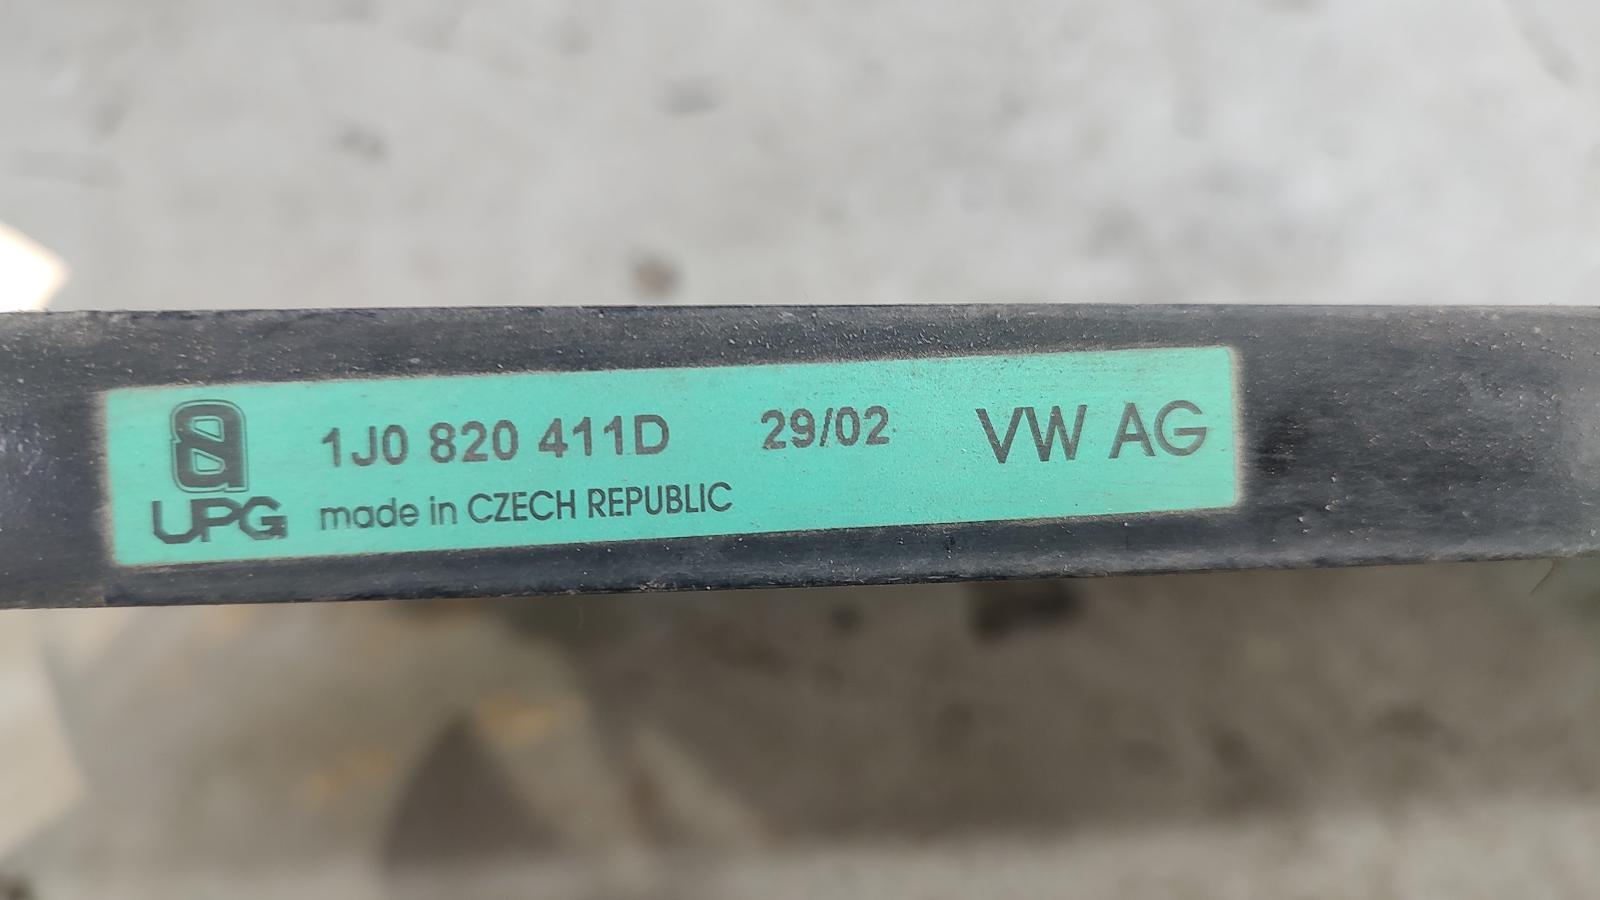 1J0 820 411D 29/02 VW AG
UPG made in CZECH REPUBLIC